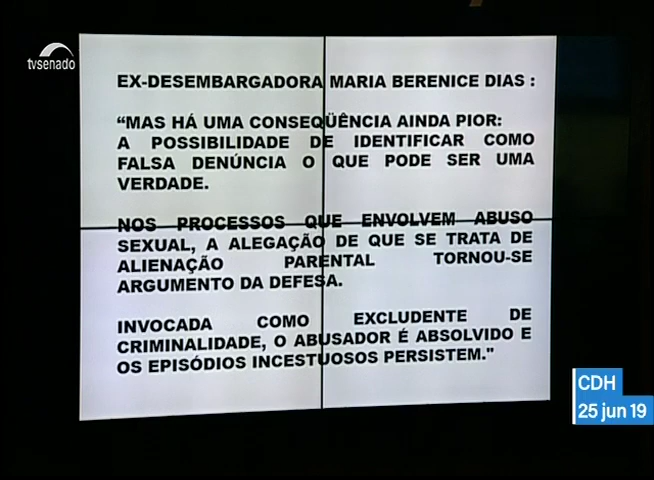 tvsenado
EX-DESEMBARGADORA MARIA BERENICE DIAS :
“MAS HÁ UMA CONSEQÜÊNCIA AINDA PIOR:
A POSSIBILIDADE DE IDENTIFICAR COMO
FALSA DENÚNCIA O QUE PODE SER UMA
VERDADE.
NOS PROCESSOS QUE ENVOLVEM ABUSO
SEXUAL, A ALEGAÇÃO DE QUE SE TRATA DE
ALIENAÇÃO PARENTAL TORNOU-SE
ARGUMENTO DA DEFESA.
INVOCADA COMO EXCLUDENTE DE
CRIMINALIDADE, O ABUSADOR É ABSOLVIDO E
OS EPISÓDIOS INCESTUOSOS PERSISTEM."
CDH
25 jun 19